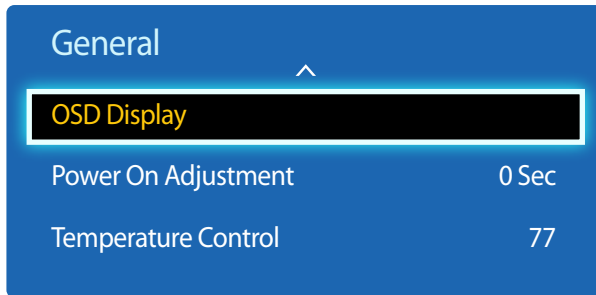 General
OSD Display
Power On Adjustment 0 Sec
Temperature Control 77